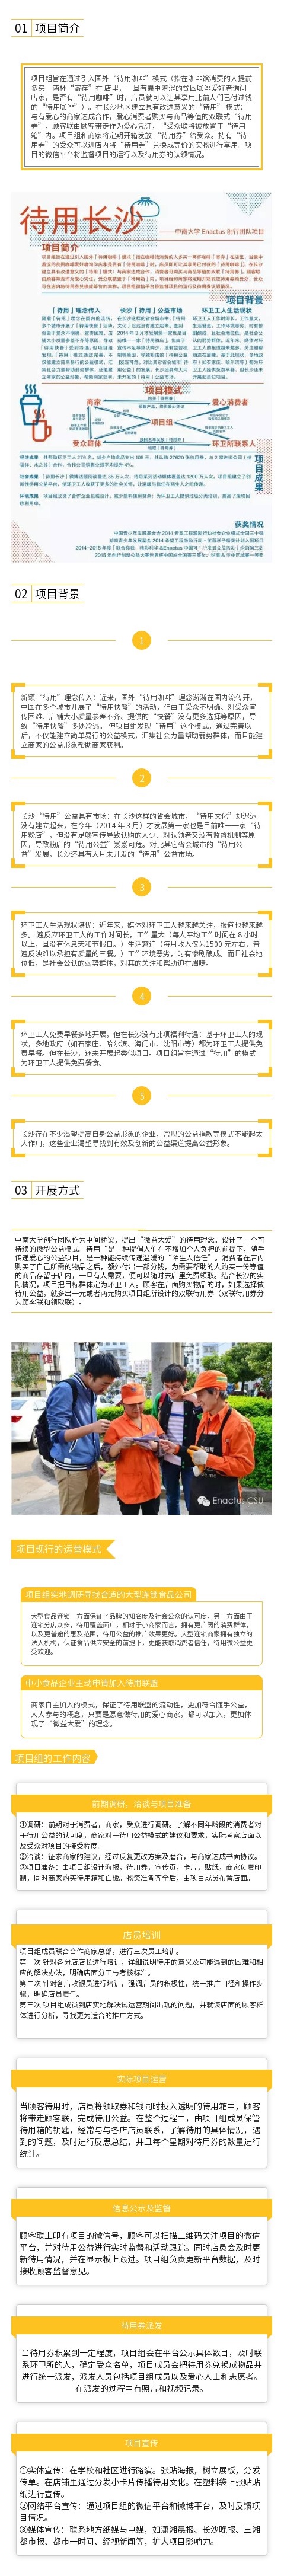 01 项目简介
项目组旨在通过引入国外“待用咖啡”模式（指在咖啡馆消费的人提前
多买一两杯“寄存”在 店里，一旦有囊中羞涩的贫困咖啡爱好者询问
店家，是否有“待用咖啡”时，店员就可以让其享用此前人们已付过钱
的“待用咖啡”）。在长沙地区建立具有改进意义的“待用” 模式：
与有爱心的商家达成合作，爱心消费者购买与商品等值的双联式“待用
券”，顾客联由顾客带走作为爱心凭证， “受众联将被放置于“待用
箱”内。项目组和商家将定期开箱发放 “待用券”给受众。持有“待
用券”的受众可以进店内将“待用券”兑换成等价的实物进行享用。项
目的微信平台将监督项目的运行以及待用券的认领情况。
待用长沙
——中南大学 Enactus 创行团队项目
项目简介
项目背景
「待用」理念传入
长沙「待用」公益市场
环卫工人生活现状
项目模式
商家
爱心消费者
项目组
受众群体
环卫所联系人
项目成果
获奖情况
02 项目背景
1
新颖“待用”理念传入：近来，国外“待用咖啡”理念渐渐在国内流传开，
中国在多个城市开展了“待用快餐”的活动，但由于受众不明确、对受众宣
传困难、店铺大小质量参差不齐、提供的“快餐”没有更多选择等原因，导
致“待用快餐”多处冷遇。 但项目组发现“待用”这个模式，通过完善以
后，不仅能建立简单易行的公益模式，汇集社会力量帮助弱势群体，而且能建
立商家的公益形象帮助商家获利。
2
长沙“待用”公益具有市场：在长沙这样的省会城市， “待用文化”却迟迟
没有建立起来，在今年（2014 年 3 月）才发展第一家也是目前唯一一家“待
用粉店”，但没有足够宣传导致认购的人少、对认领者又没有监督机制等原
因，导致粉店的“待用公益”岌岌可危。对比其它省会城市的“待用公
益”发展，长沙还具有大片未开发的“待用”公益市场。
3
环卫工人生活现状堪忧：近年来，媒体对环卫工人越来越关注，报道也越来越
多。 遍反应环卫工人的工作时间长，工作量大（每人平均工作时间在 8 小时
以上，且没有休息天和节假日。）生活窘迫（每月收入仅为1500 元左右，普
遍反映难以承担有质量的三餐。）工作环境恶劣，时有惨剧酿成。而且社会地
位低，是社会公认的弱势群体，对其的关注和帮助迫在眉睫。
4
环卫工人免费早餐多地开展，但在长沙没有此项福利待遇：基于环卫工人的现
状，多地政府（如石家庄、哈尔滨、海门市、沈阳市等）都为环卫工人提供免
费早餐。但在长沙，还未开展起类似项目。项目组旨在通过“待用”的模式
为环卫工人提供免费餐食。
5
长沙存在不少渴望提高自身公益形象的企业，常规的公益捐款等模式不能起太
大作用，这些企业渴望寻找到有效及创新的公益渠道提高公益形象。
03 开展方式
中南大学创行团队作为中间桥梁，提出“微益大爱”的待用理念。设计了一个可
持续的微型公益模式。待用“是一种提倡人们在不增加个人负担的前提下，随手
传递爱心的公益项目，是一种能持续传递温暖的“陌生人信任”。消费者在店内
购买了自己所需的物品之后，额外付出一部分钱，为需要帮助的人购买一份等值
的商品存留于店内，一旦有人需要，便可以随时去店里免费领取。结合长沙的实
际情况，项目把目标群体定为环卫工人。顾客在店面购买物品的时，如果选择做
待用公益，就多出一元或者两元购买项目组所设计的双联待用券（双联待用券分
为顾客联和领取联）。
Enactus CSU
项目现行的运营模式
项目组实地调研寻找合适的大型连锁食品公司
大型食品连锁一方面保证了品牌的知名度及社会公众的认可度，另一方面由于
连锁分店众多，待用覆盖面广，相对于小商家而言，拥有更广阔的消费群体，
以及更普遍的惠及范围，待用公益的推广效果更好。大型连锁商家拥有独立的
法人机构，保证食品供应安全的前提下，更能获取消费者信任，待用微公益更
受欢迎。
中小食品企业主动申请加入待用联盟
商家自主加入的模式，保证了待用联盟的流动性，更加符合随手公益，
人人参与的概念，只要是愿意做待用的爱心商家，都可以加入，更加体
现了“微益大爱”的理念。
项目组的工作内容
前期调研、洽谈与项目准备
①调研：前期对于消费者，商家，受众进行调研。了解不同年龄段的消费者对
于待用公益的认可度，商家对于待用公益模式的建议和要求，实际考察店面以
及受众对项目的接受程度。
②洽谈：征求商家的建议，经过反复更改方案及磨合，与商家达成书面协议。
③项目准备：由项目组设计海报，待用券，宣传页，卡片，贴纸，商家负责印
制，同时商家购买待用箱和白板。物资准备齐全后，由项目成员布置店面。
店员培训
项目组成员联合合作商家总部，进行三次员工培训。
第一次 针对各分店店长进行培训，详细说明待用的意义及可能遇到的困难和相
应的解决办法，明确店面分工与考核标准。
第二次 针对各店收银员进行培训，强调店员的积极性，统一推广口径和操作步
骤，明确店员责任。
第三次 项目组成员到店实地解决试运营期间出现的问题，并就该店面的顾客群
体进行分析，寻找更为适合的推广方式。
实际项目运营
当顾客待用时，店员将领取券和钱同时投入透明的待用箱中，顾客
将带走顾客联，完成待用公益。在整个过程中，由项目组成员保管
待用箱的钥匙，经常与与各店店员联系，了解待用的具体情况，遇
到的问题，及时进行反思总结，并且每个星期对待用券的数量进行
统计。
信息公示及监督
顾客联上印有项目的微信号，顾客可以扫描二维码关注项目的微信
平台，并对待用公益进行实时监督和活动跟踪。同时店员会及时更
新待用情况，并在显示板上跟进。项目组负责更新平台数据，及时
接收顾客监督意见。
待用券派发
当待用券积累到一定程度，项目组会在平台公示具体数目，及时联
系环卫所的人，确定受众名单，项目成员会把待用券兑换成物品并
进行统一派发，派发人员包括项目组成员以及爱心人士和志愿者。
在派发的过程中有照片和视频记录。
项目宣传
①实体宣传：在学校和社区进行路演。张贴海报，树立展板，分发
传单。在店铺里通过分发小卡片传播待用文化。在塑料袋上张贴贴
纸进行宣传。
②网络平台宣传：通过项目组的微信平台和微博平台，及时反馈项
目情况。
③媒体宣传：联系地方纸媒与电媒，如潇湘晨报、长沙晚报、三湘
都市报、都市一时间、经视新闻等，扩大项目影响力。